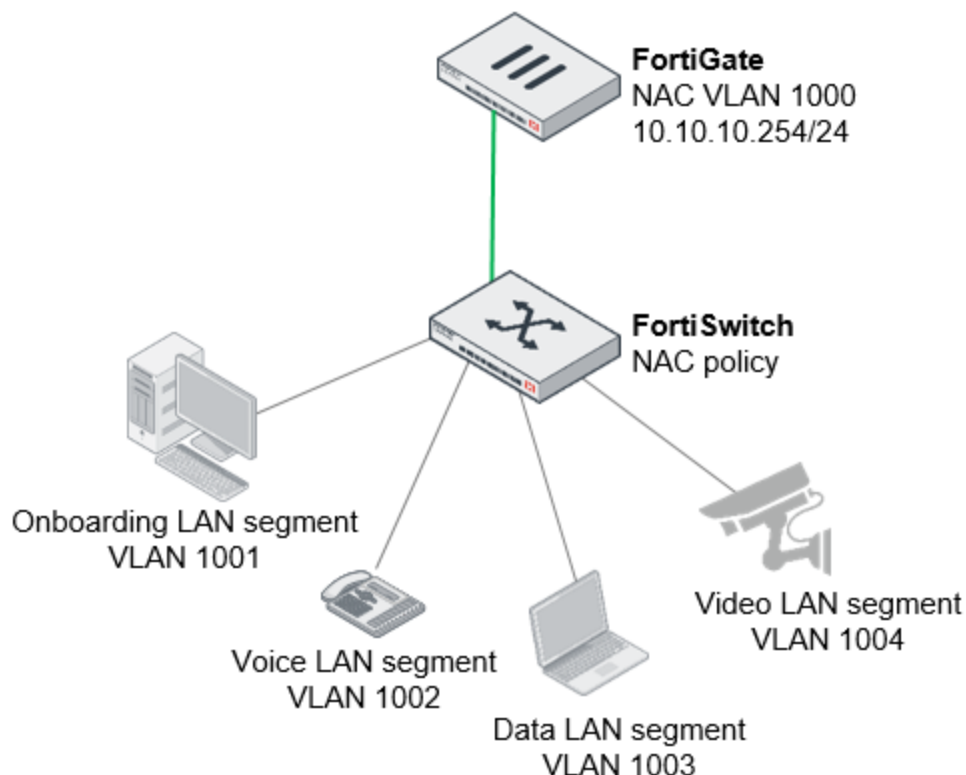 FortiGate
NAC VLAN 1000
10.10.10.254/24
FortiSwitch
NAC policy
Onboarding LAN segment
VLAN 1001
Voice LAN segment
VLAN 1002
Data LAN segment
VLAN 1003
Video LAN segment
VLAN 1004